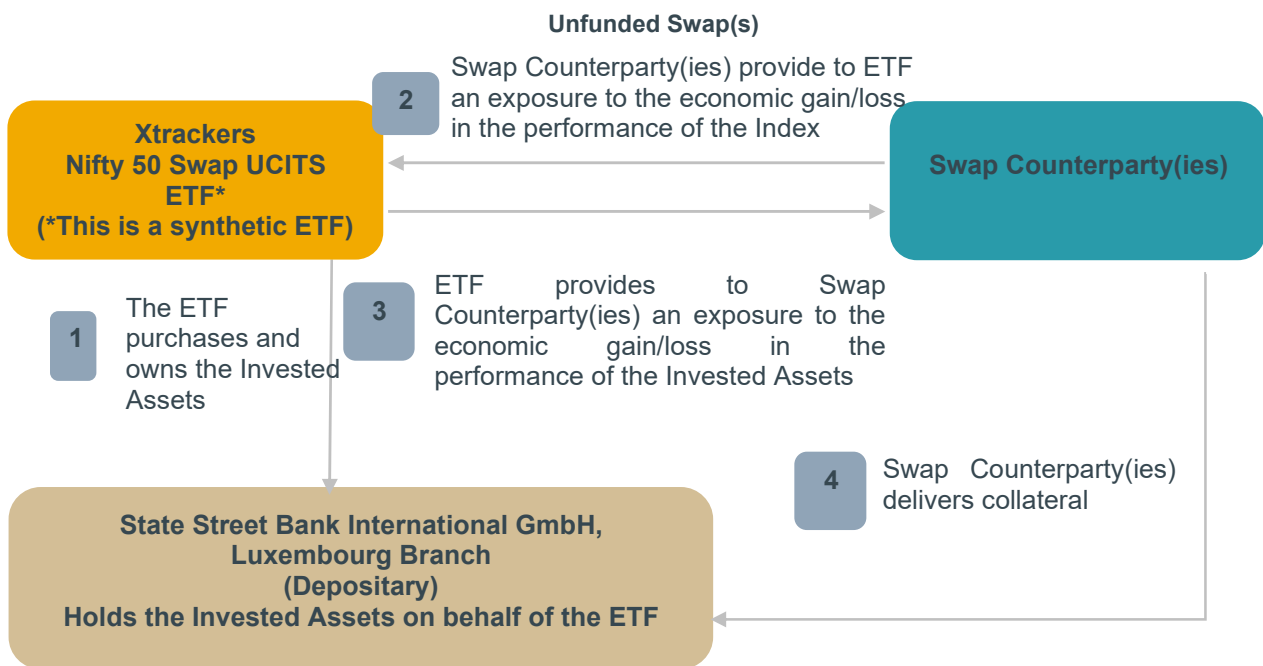 Unfunded Swap(s)
2
Swap Counterparty(ies) provide to ETF
an exposure to the economic gain/loss
in the performance of the Index
Xtrackers
Nifty 50 Swap UCITS
ETF*
(*This is a synthetic ETF)
Swap Counterparty(ies)
1
The ETF
purchases and
owns the Invested
Assets
3
ETF provides to Swap
Counterparty(ies) an exposure to the
economic gain/loss in the
performance of the Invested Assets
4
Swap Counterparty(ies)
delivers collateral
State Street Bank International GmbH,
Luxembourg Branch
(Depositary)
Holds the Invested Assets on behalf of the ETF